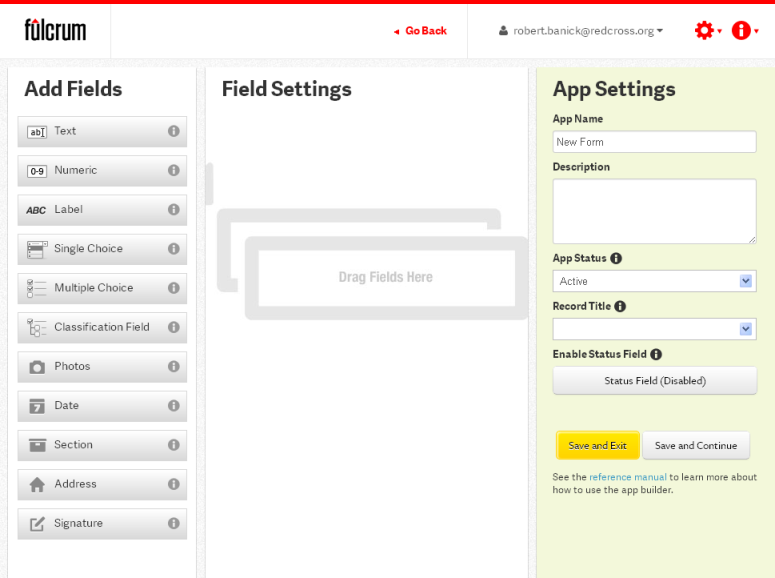 fulcrum
Go Back
robert.banick@redcross.org
Add Fields
abI Text
0-9 Numeric
ABC Label
Single Choice
Multiple Choice
Classification Field
Photos
7 Date
Section
Address
Signature
Field Settings
Drag Fields Here
App Settings
App Name
New Form
Description
App Status
Active
Record Title
Enable Status Field
Status Field (Disabled)
Save and Exit Save and Continue
See the reference manual to learn more about
how to use the app builder.